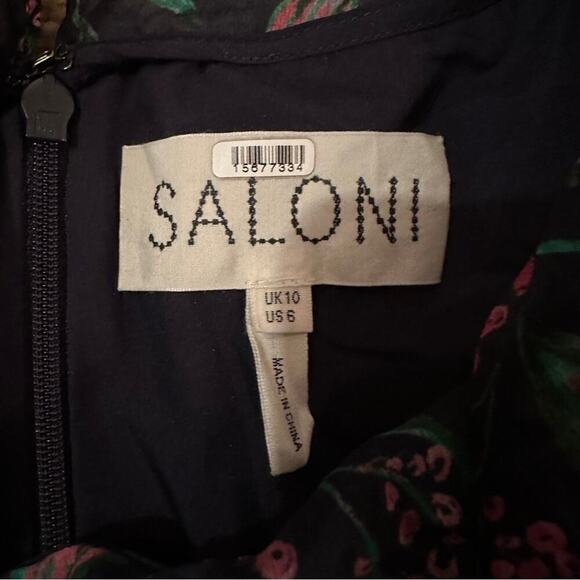 15677334
SALONI
UK10
US 6
MADE IN CHINA